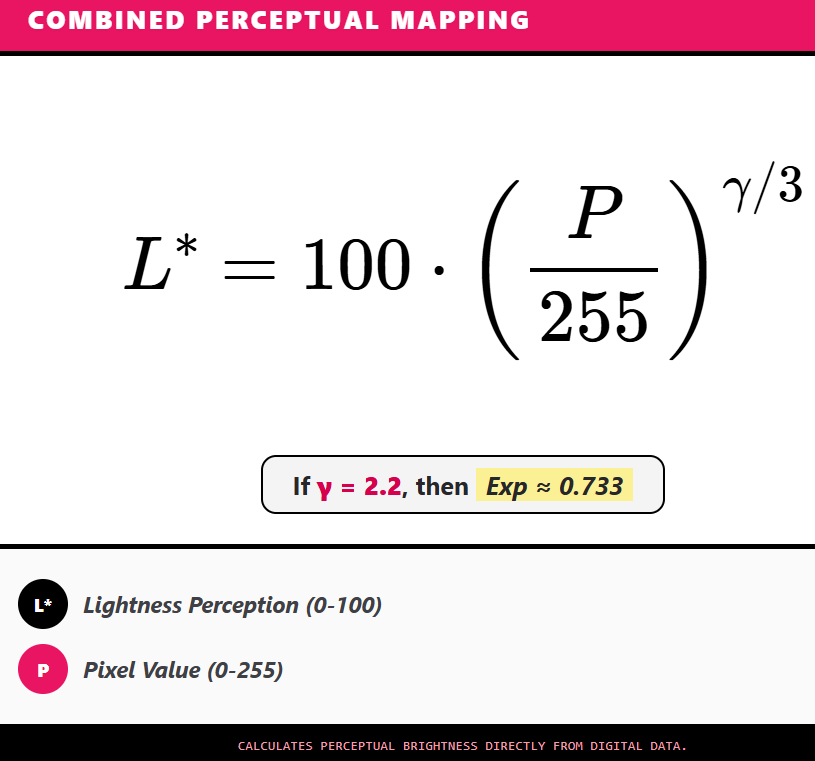 COMBINED PERCEPTUAL MAPPING
L* = 100 · (P/255)^γ/3
If γ = 2.2, then Exp ≈ 0.733
L* Lightness Perception (0-100)
P Pixel Value (0-255)
CALCULATES PERCEPTUAL BRIGHTNESS DIRECTLY FROM DIGITAL DATA.